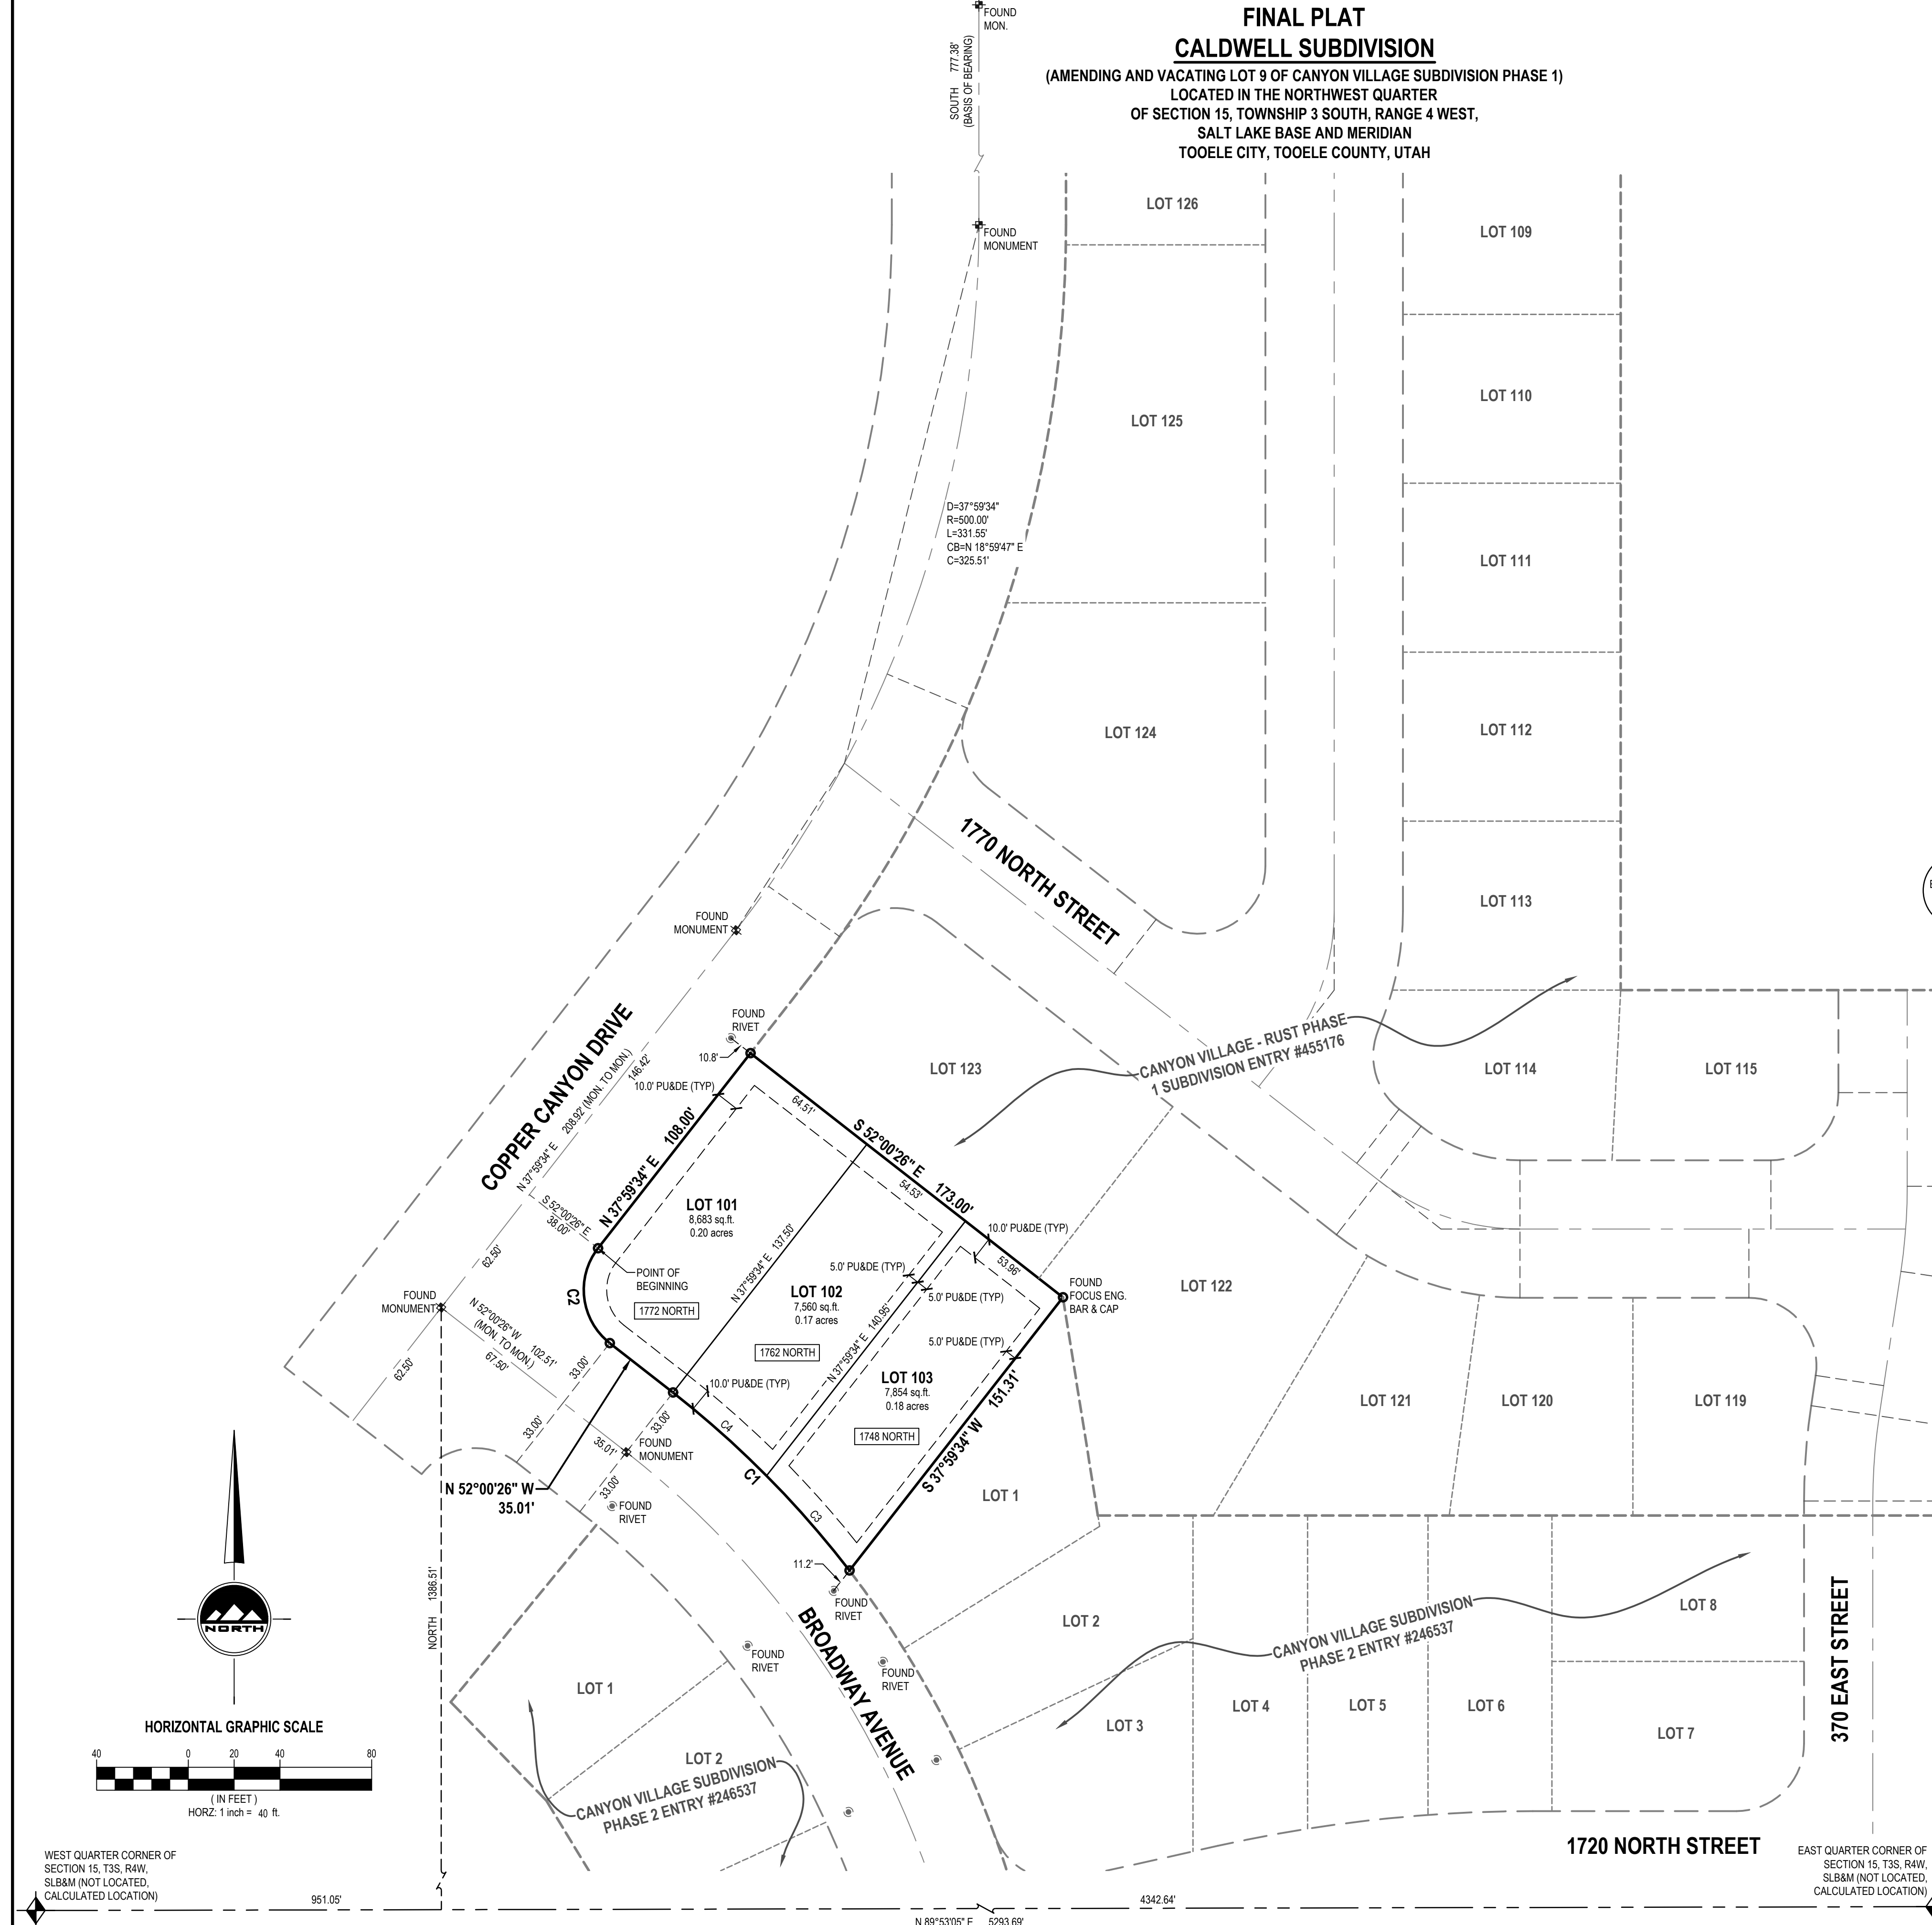 FINAL PLAT
CALDWELL SUBDIVISION
(AMENDING AND VACATING LOT 9 OF CANYON VILLAGE SUBDIVISION PHASE 1)
LOCATED IN THE NORTHWEST QUARTER
OF SECTION 15, TOWNSHIP 3 SOUTH, RANGE 4 WEST,
SALT LAKE BASE AND MERIDIAN
TOOELE CITY, TOOELE COUNTY, UTAH
FOUND
MON.
SOUTH 777.38'
(BASIS OF BEARING)
FOUND
MONUMENT
LOT 126
LOT 109
LOT 125
LOT 110
D=37°59'34"
R=500.00'
L=331.55'
CB=N 18°59'47" E
C=325.51'
LOT 111
LOT 124
LOT 112
1770 NORTH STREET
LOT 113
FOUND
MONUMENT
COPPER CANYON DRIVE
N 37°59'34" E 208.92' (MON. TO MON.)
146.42'
FOUND
RIVET
10.8'
10.0' PU&DE (TYP)
LOT 123
CANYON VILLAGE - RUST PHASE
1 SUBDIVISION ENTRY #455176
LOT 114
LOT 115
64.51'
S 52°00'26" E 173.00'
54.53'
53.96'
N 37°59'34" E 108.00'
S 52°00'26" E
38.00'
LOT 101
8,683 sq.ft.
0.20 acres
10.0' PU&DE (TYP)
N 37°59'34" E 137.50'
POINT OF
BEGINNING
1772 NORTH
C2
62.50'
FOUND
MONUMENT
62.50'
N 52°00'26" W 102.51'
(MON. TO MON.)
67.50'
33.00'
33.00'
5.0' PU&DE (TYP)
5.0' PU&DE (TYP)
LOT 102
7,560 sq.ft.
0.17 acres
1762 NORTH
N 37°59'34" E 140.95'
5.0' PU&DE (TYP)
FOUND
FOCUS ENG.
BAR & CAP
LOT 122
LOT 103
7,854 sq.ft.
0.18 acres
1748 NORTH
S 37°59'34" W 151.31'
10.0' PU&DE (TYP)
C4
C1
C3
33.00'
35.01'
FOUND
MONUMENT
33.00'
FOUND
RIVET
N 52°00'26" W
35.01'
LOT 121
LOT 120
LOT 119
LOT 1
11.2'
FOUND
RIVET
BROADWAY AVENUE
FOUND
RIVET
FOUND
RIVET
LOT 2
LOT 3
LOT 4
LOT 5
LOT 6
LOT 7
LOT 8
CANYON VILLAGE SUBDIVISION
PHASE 2 ENTRY #246537
370 EAST STREET
1720 NORTH STREET
LOT 1
LOT 2
CANYON VILLAGE SUBDIVISION
PHASE 2 ENTRY #246537
NORTH 1386.51'
NORTH
HORIZONTAL GRAPHIC SCALE
40 0 20 40 80
( IN FEET )
HORZ: 1 inch = 40 ft.
WEST QUARTER CORNER OF
SECTION 15, T3S, R4W,
SLB&M (NOT LOCATED,
CALCULATED LOCATION)
EAST QUARTER CORNER OF
SECTION 15, T3S, R4W,
SLB&M (NOT LOCATED,
CALCULATED LOCATION)
951.05'
4342.64'
N 89°53'05" E 5293.69'